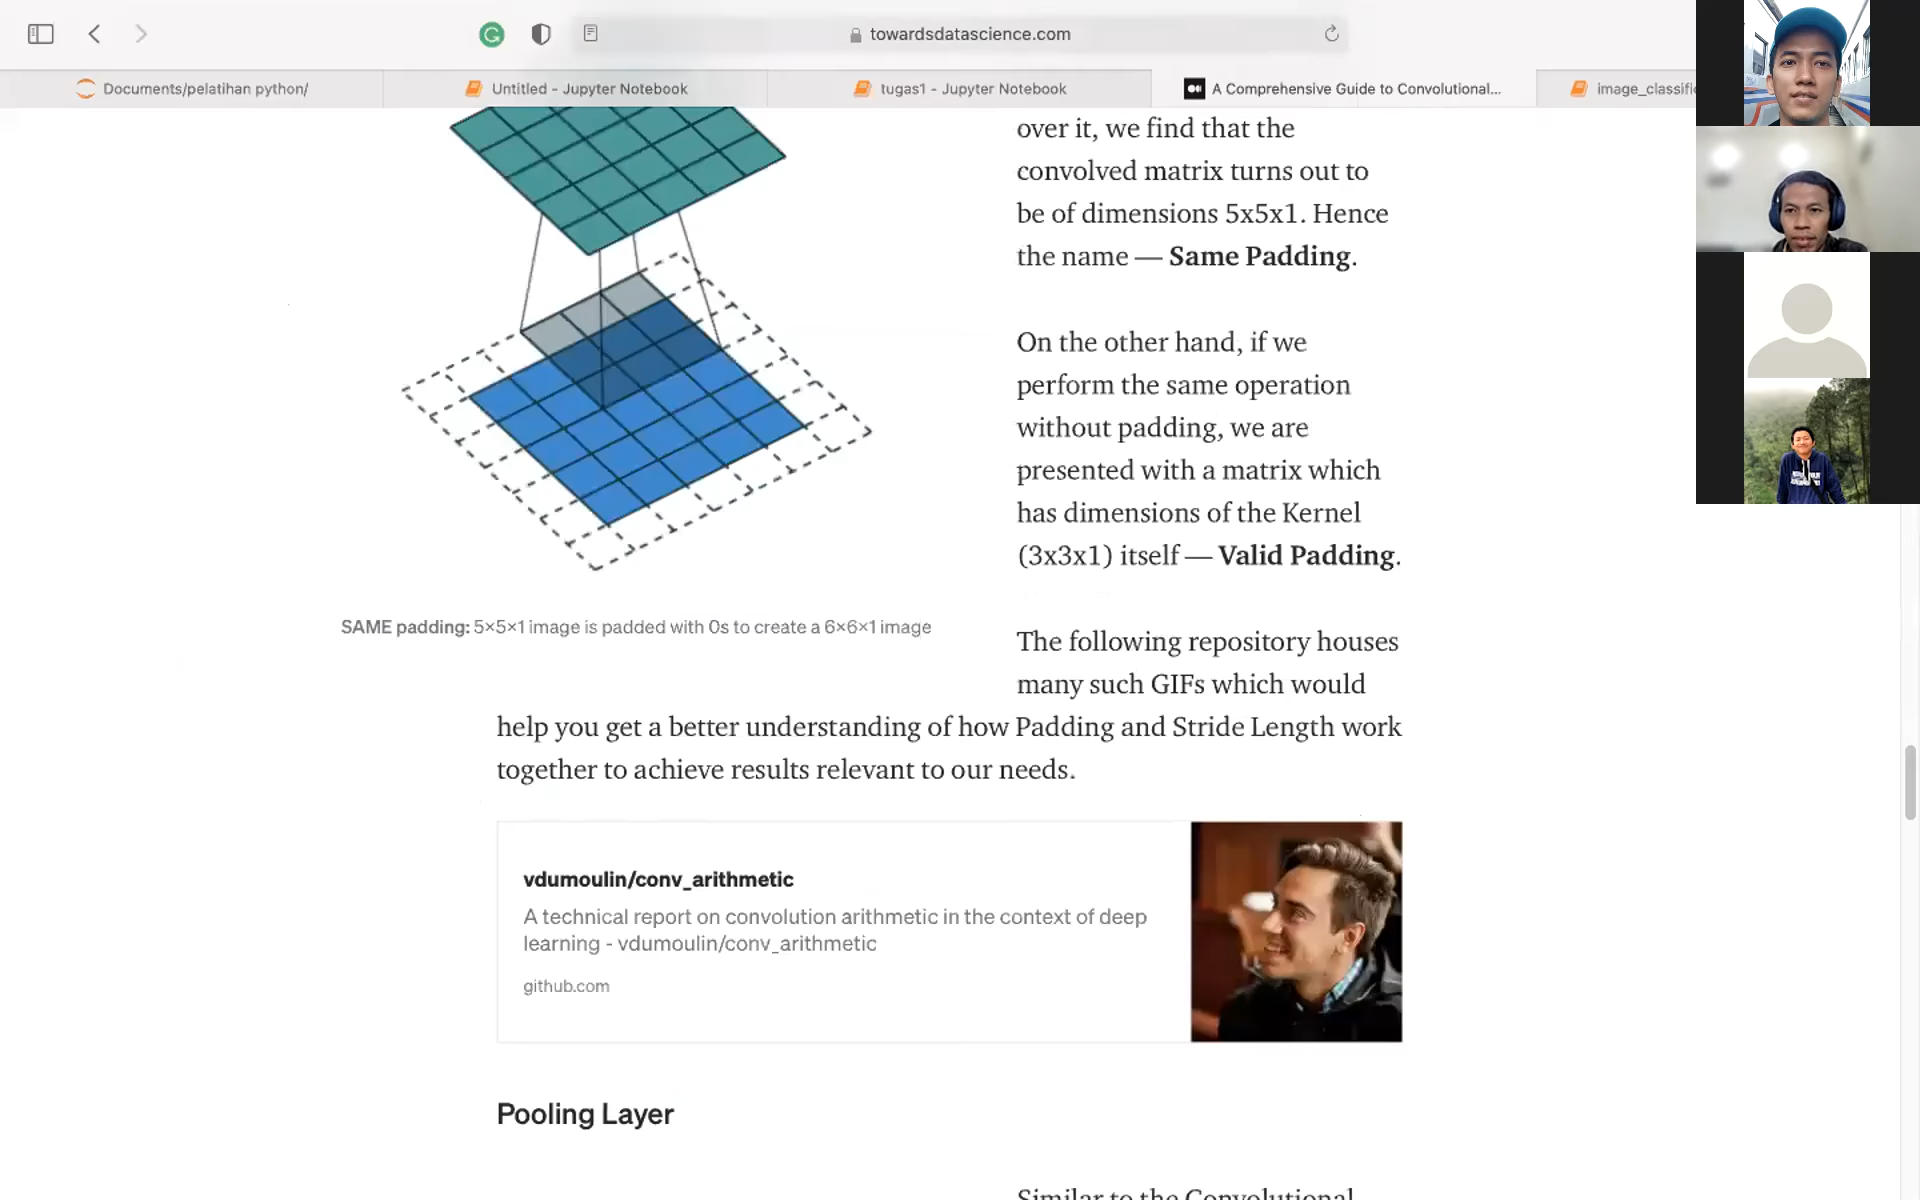 towardsdatascience.com
Documents/pelatihan python/
Untitled - Jupyter Notebook
tugas1 - Jupyter Notebook
A Comprehensive Guide to Convolutional...
image_classifi
over it, we find that the
convolved matrix turns out to
be of dimensions 5x5x1. Hence
the name — Same Padding.
On the other hand, if we
perform the same operation
without padding, we are
presented with a matrix which
has dimensions of the Kernel
(3x3x1) itself — Valid Padding.
SAME padding: 5×5×1 image is padded with 0s to create a 6×6×1 image
The following repository houses
many such GIFs which would
help you get a better understanding of how Padding and Stride Length work
together to achieve results relevant to our needs.
vdumoulin/conv_arithmetic
A technical report on convolution arithmetic in the context of deep
learning - vdumoulin/conv_arithmetic
github.com
Pooling Layer
Similar to the Convolutional